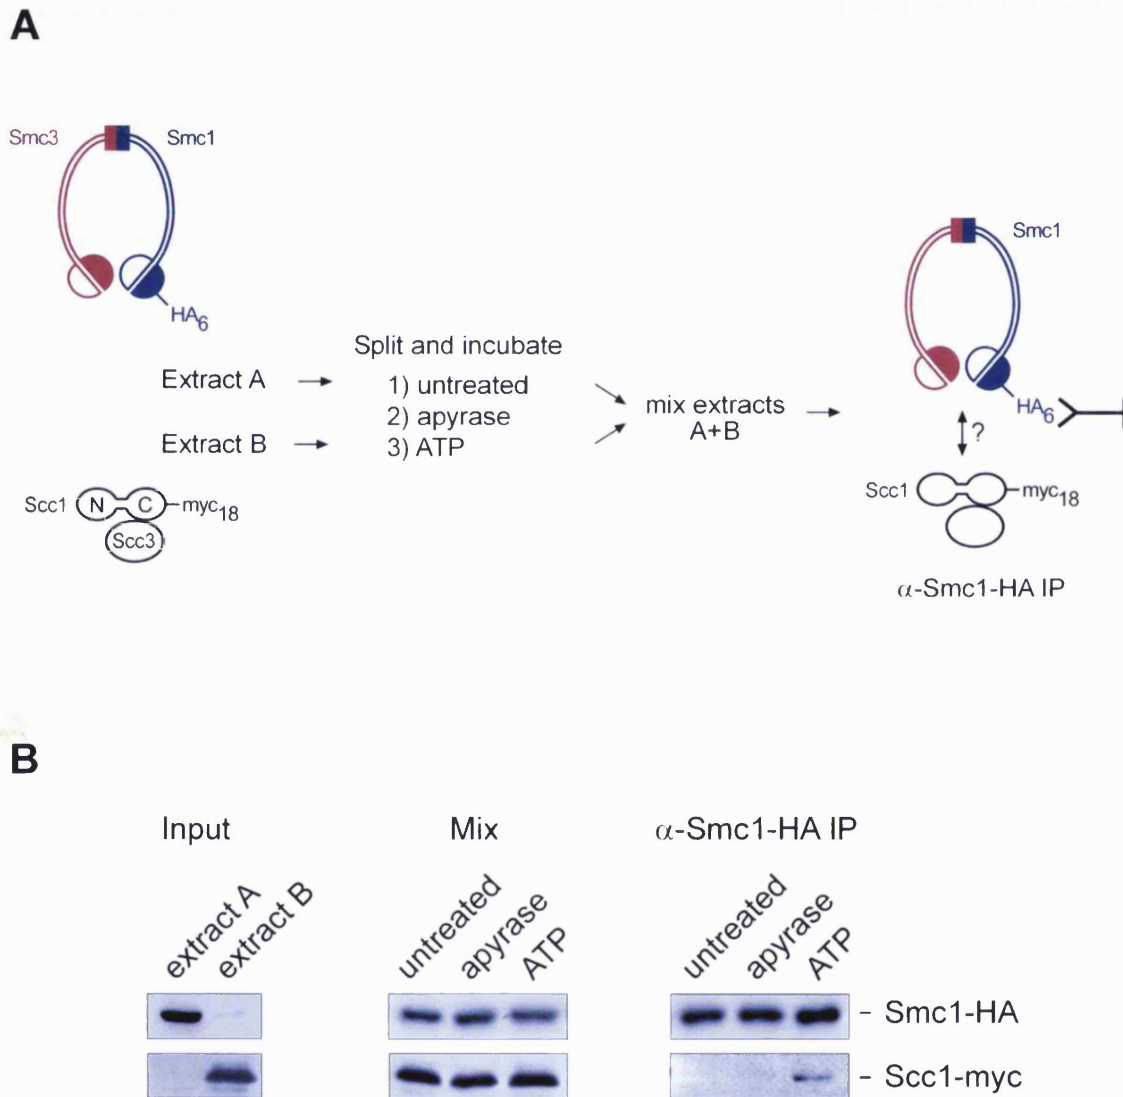 A
Smc3
Smc1
HA6
Extract A
Extract B
Scc1
N
C
myc18
Scc3
Split and incubate
1) untreated
2) apyrase
3) ATP
mix extracts
A+B
Smc1
HA6
?
Scc1
myc18
α-Smc1-HA IP
B
Input
Mix
α-Smc1-HA IP
extract A
extract B
untreated
apyrase
ATP
untreated
apyrase
ATP
- Smc1-HA
- Scc1-myc